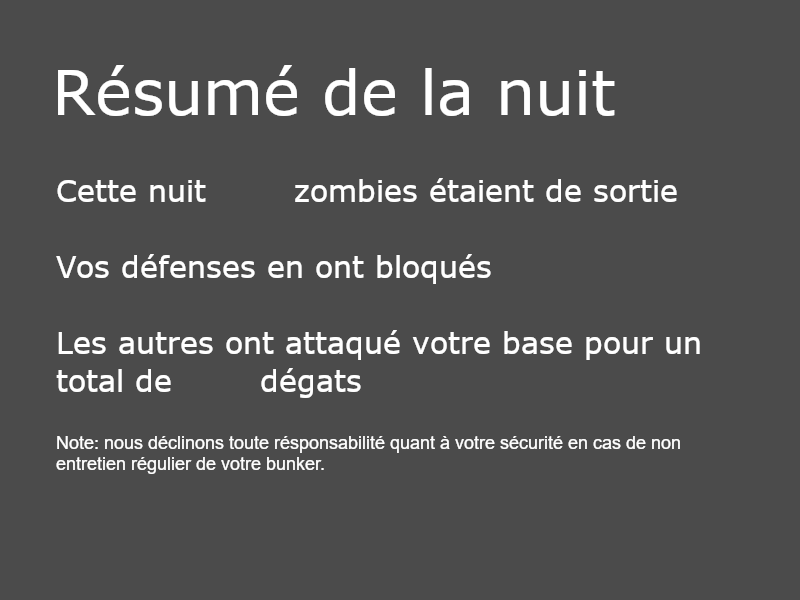 Résumé de la nuit
Cette nuit zombies étaient de sortie
Vos défenses en ont bloqués
Les autres ont attaqué votre base pour un
total de dégats
Note: nous déclinons toute résponsabilité quant à votre sécurité en cas de non
entretien régulier de votre bunker.